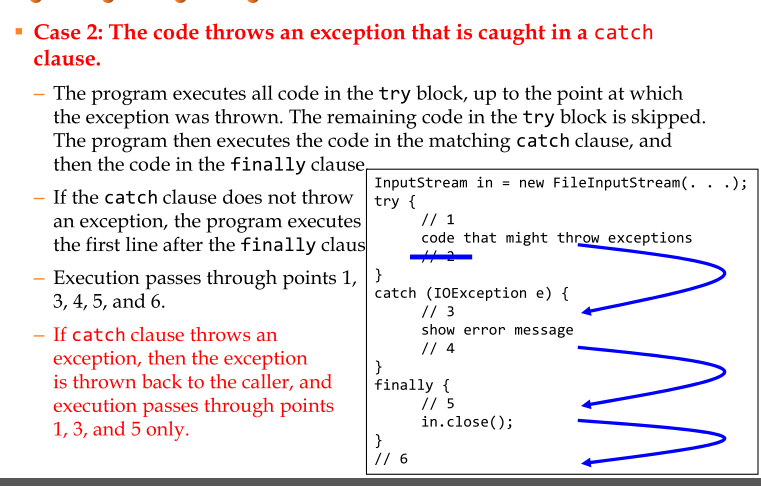 Case 2: The code throws an exception that is caught in a catch
clause.
– The program executes all code in the try block, up to the point at which
the exception was thrown. The remaining code in the try block is skipped.
The program then executes the code in the matching catch clause, and
then the code in the finally clause
– If the catch clause does not throw
an exception, the program executes
the first line after the finally claus
– Execution passes through points 1,
3, 4, 5, and 6.
– If catch clause throws an
exception, then the exception
is thrown back to the caller, and
execution passes through points
1, 3, and 5 only.
InputStream in = new FileInputStream(. . .);
try {
// 1
code that might throw exceptions
// 2
}
catch (IOException e) {
// 3
show error message
// 4
}
finally {
// 5
in.close();
}
// 6